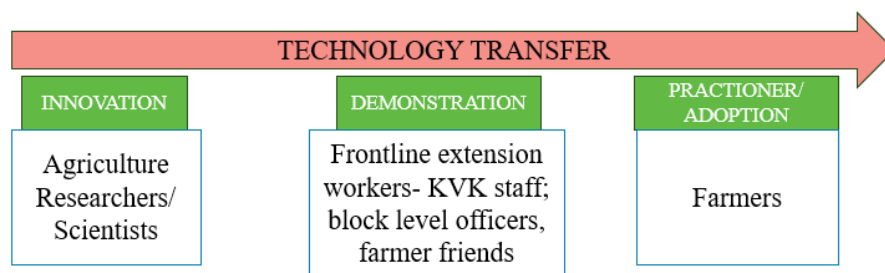 TECHNOLOGY TRANSFER
INNOVATION
Agriculture
Researchers/
Scientists
DEMONSTRATION
Frontline extension
workers- KVK staff;
block level officers,
farmer friends
PRACTIONER/
ADOPTION
Farmers